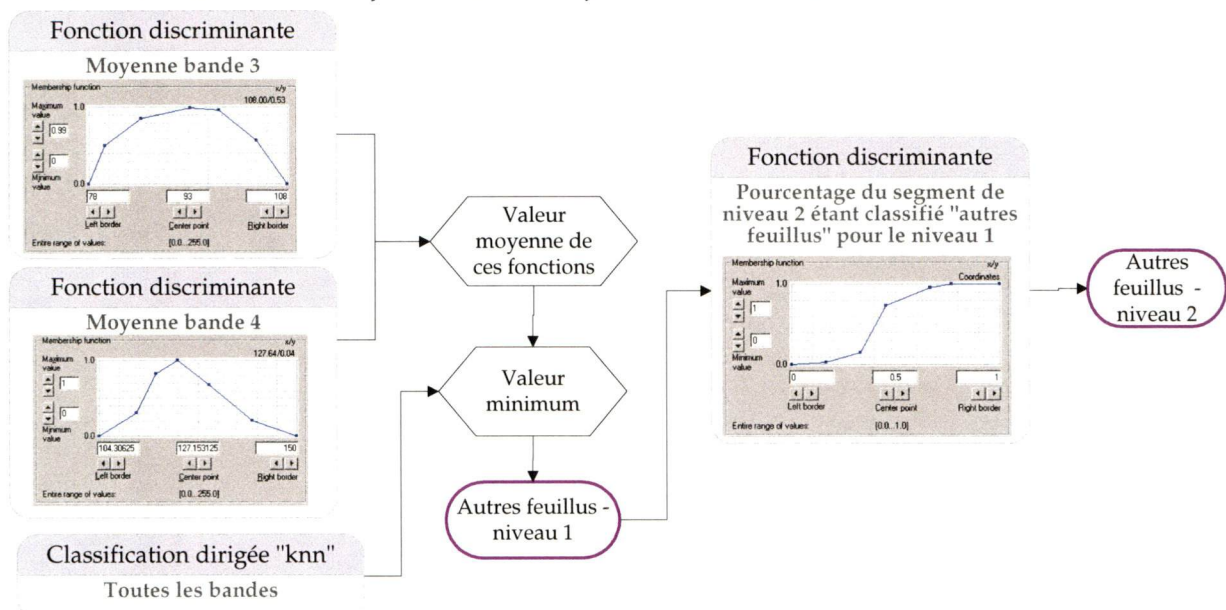 Fonction discriminante
Moyenne bande 3
Membership function
x/y
108.00/0.53
Maximum
value
1.0
0.99
0
Minimum
value
0.0
78
93
108
Left border
Center point
Right border
Entire range of values:
[0.0...255.0]
Fonction discriminante
Moyenne bande 4
Membership function
x/y
127.64/0.04
Maximum
value
1.0
1
0
Minimum
value
0.0
104.30625
127.153125
150
Left border
Center point
Right border
Entire range of values:
[0.0...255.0]
Classification dirigée "knn"
Toutes les bandes
Valeur
moyenne de
ces fonctions
Valeur
minimum
Autres feuillus -
niveau 1
Fonction discriminante
Pourcentage du segment de
niveau 2 étant classifié "autres
feuillus" pour le niveau 1
Membership function
x/y
Coordinates
Maximum
value
1.0
1
0
Minimum
value
0.0
0
0.5
1
Left border
Center point
Right border
Entire range of values:
[0.0...1.0]
Autres
feuillus -
niveau 2